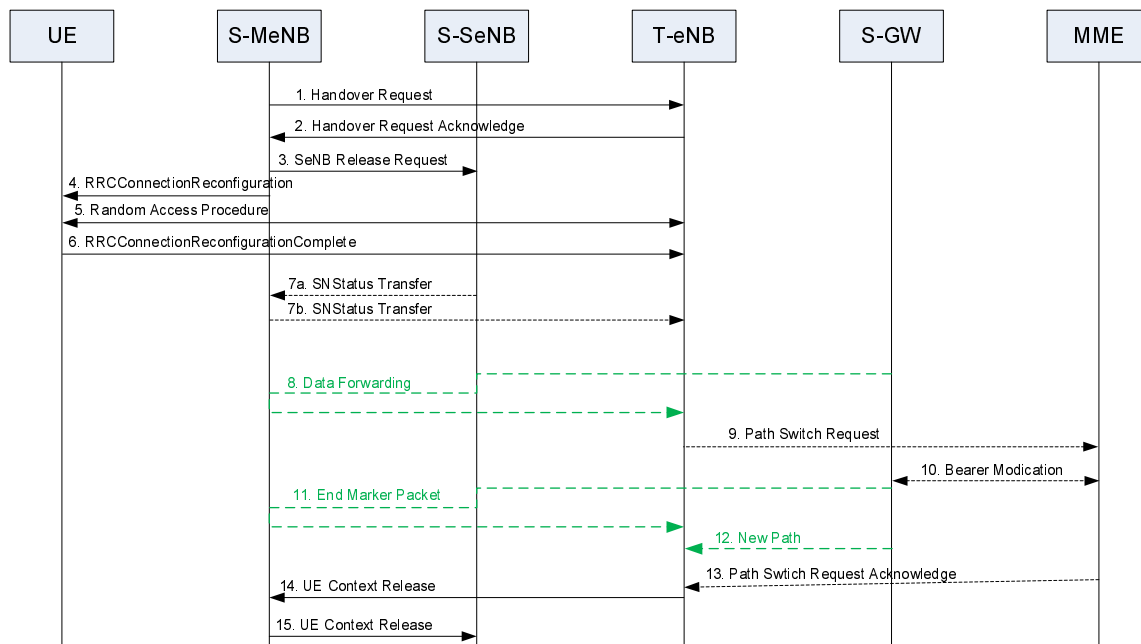 UE
S-MeNB
S-SeNB
T-eNB
S-GW
MME
1. Handover Request
2. Handover Request Acknowledge
3. SeNB Release Request
4. RRCConnectionReconfiguration
5. Random Access Procedure
6. RRCConnectionReconfigurationComplete
7a. SNStatus Transfer
7b. SNStatus Transfer
8. Data Forwarding
9. Path Switch Request
10. Bearer Modication
11. End Marker Packet
12. New Path
13. Path Swtich Request Acknowledge
14. UE Context Release
15. UE Context Release